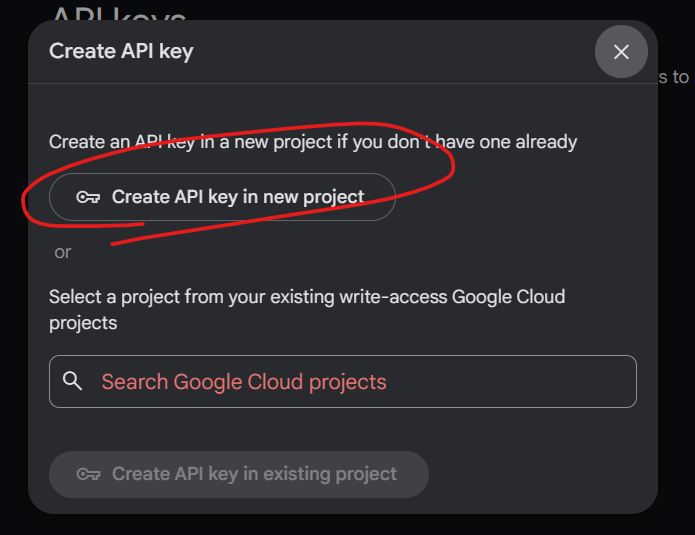 API keys
Create API key
s to
Create an API key in a new project if you don't have one already
Create API key in new project
or
Select a project from your existing write-access Google Cloud
projects
Search Google Cloud projects
Create API key in existing project